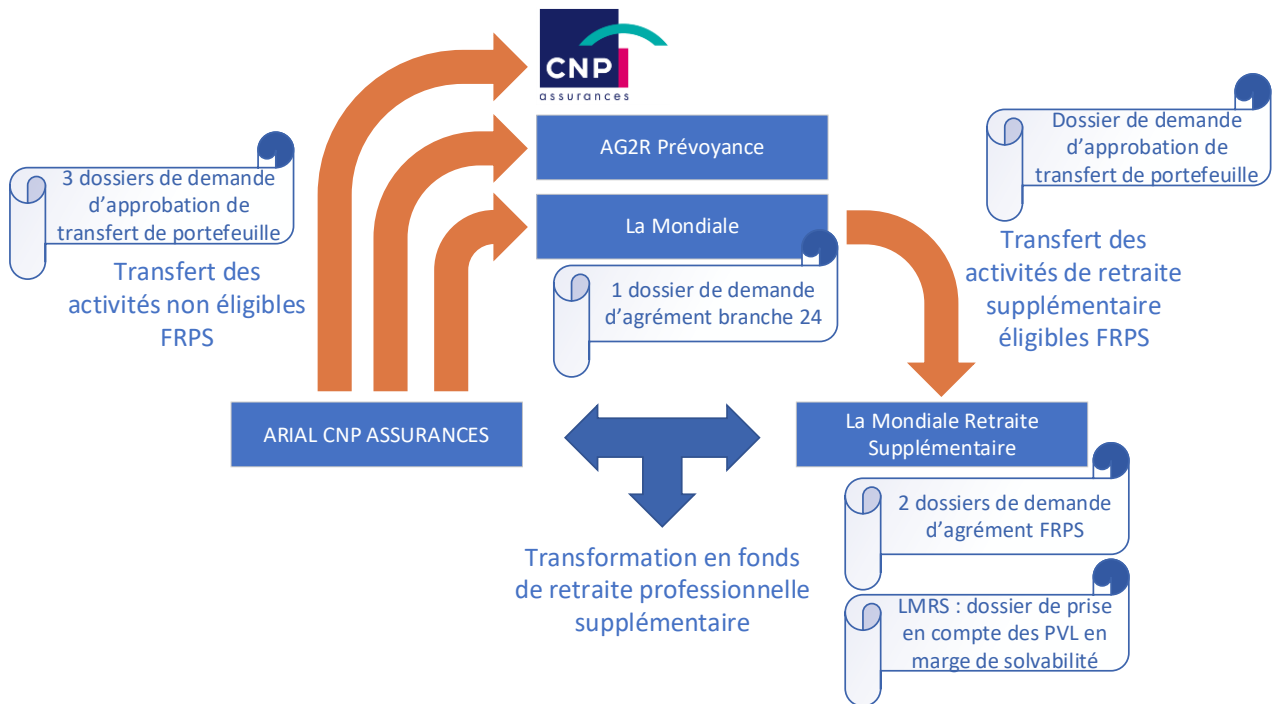 CNP
assurances
AG2R Prévoyance
La Mondiale
3 dossiers de demande
d’approbation de
transfert de portefeuille
Transfert des
activités non éligibles
FRPS
Dossier de demande
d’approbation de
transfert de portefeuille
Transfert des
activités de retraite
supplémentaire
éligibles FRPS
1 dossier de demande
d’agrément branche 24
ARIAL CNP ASSURANCES
La Mondiale Retraite
Supplémentaire
2 dossiers de demande
d’agrément FRPS
Transformation en fonds
de retraite professionnelle
supplémentaire
LMRS : dossier de prise
en compte des PVL en
marge de solvabilité